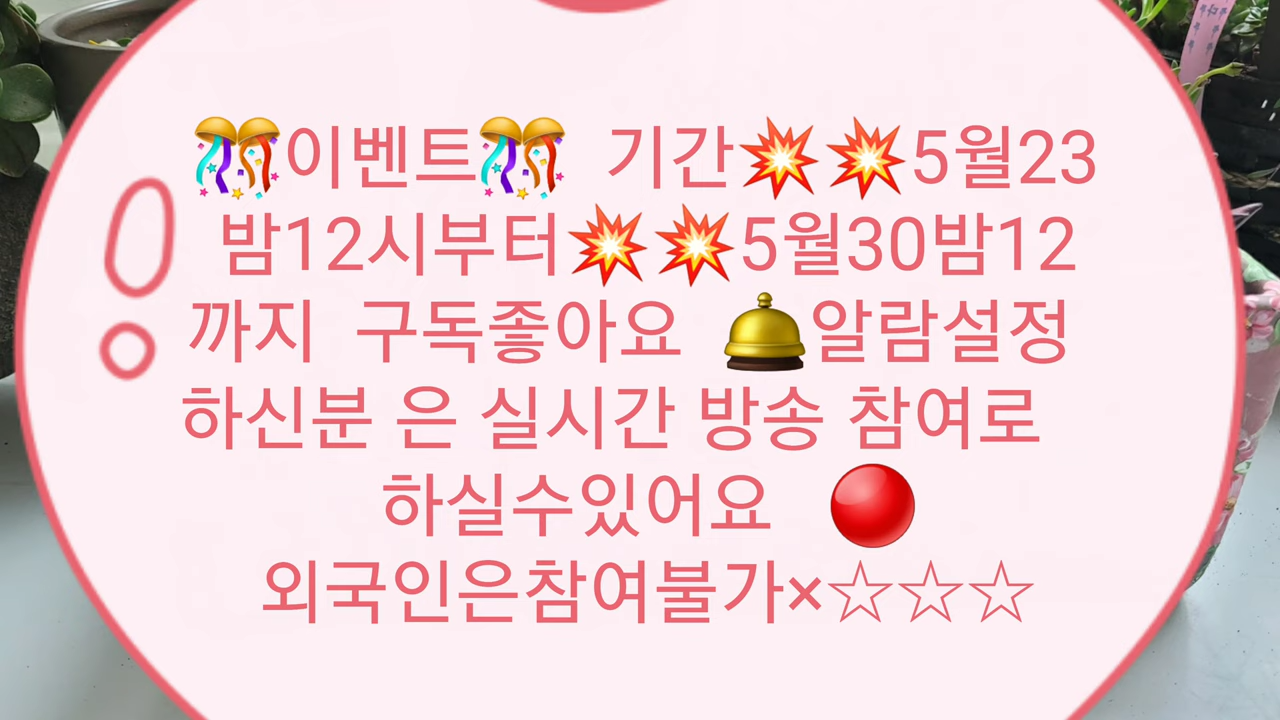 🎊이벤트🎊 기간💥💥5월23
밤12시부터💥💥5월30밤12
까지 구독좋아요 🛎알람설정
하신분 은 실시간 방송 참여로
하실수있어요 🔴
외국인은참여불가×☆☆☆